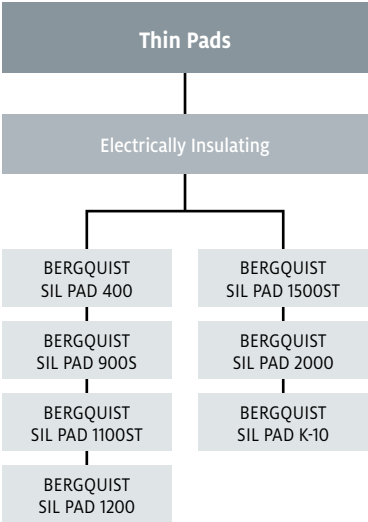 Thin Pads
Electrically Insulating
BERGQUIST
SIL PAD 400
BERGQUIST
SIL PAD 900S
BERGQUIST
SIL PAD 1100ST
BERGQUIST
SIL PAD 1200
BERGQUIST
SIL PAD 1500ST
BERGQUIST
SIL PAD 2000
BERGQUIST
SIL PAD K-10